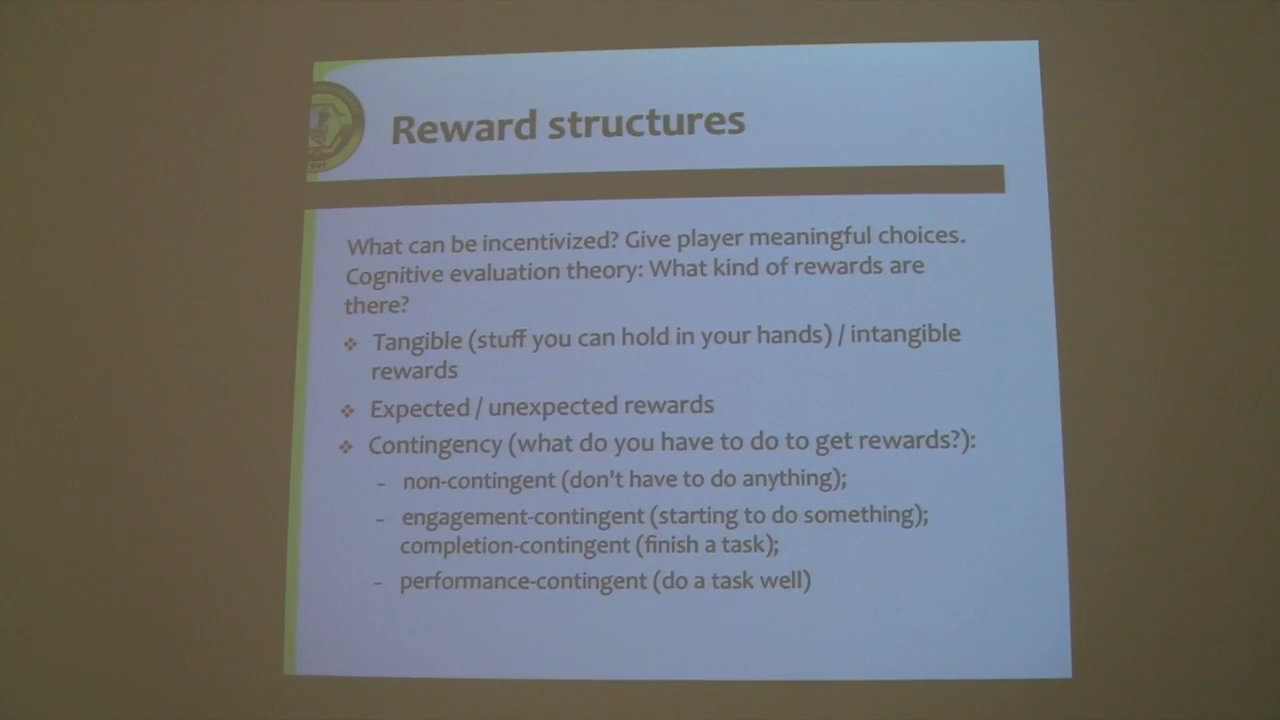 Reward structures
What can be incentivized? Give player meaningful choices.
Cognitive evaluation theory: What kind of rewards are
there?
❖ Tangible (stuff you can hold in your hands) / intangible
rewards
❖ Expected / unexpected rewards
❖ Contingency (what do you have to do to get rewards?):
- non-contingent (don't have to do anything);
- engagement-contingent (starting to do something);
completion-contingent (finish a task);
- performance-contingent (do a task well)